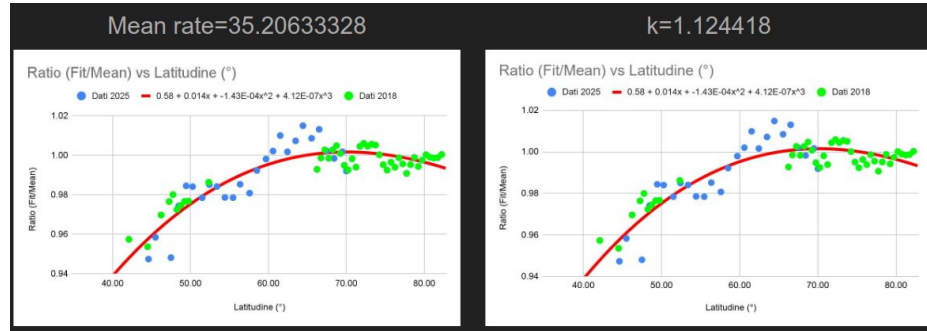 Mean rate=35.20633328
k=1.124418
Ratio (Fit/Mean) vs Latitudine (°)
Dati 2025 0.58 + 0.014x + -1.43E-04x^2 + 4.12E-07x^3 Dati 2018
1.02
1.00
0.98
0.96
0.94
Ratio (Fit/Mean)
40.00 50.00 60.00 70.00 80.00
Latitudine (°)
Ratio (Fit/Mean) vs Latitudine (°)
Dati 2025 0.58 + 0.014x + -1.43E-04x^2 + 4.12E-07x^3 Dati 2018
1.02
1.00
0.98
0.96
0.94
Ratio (Fit/Mean)
40.00 50.00 60.00 70.00 80.00
Latitudine (°)